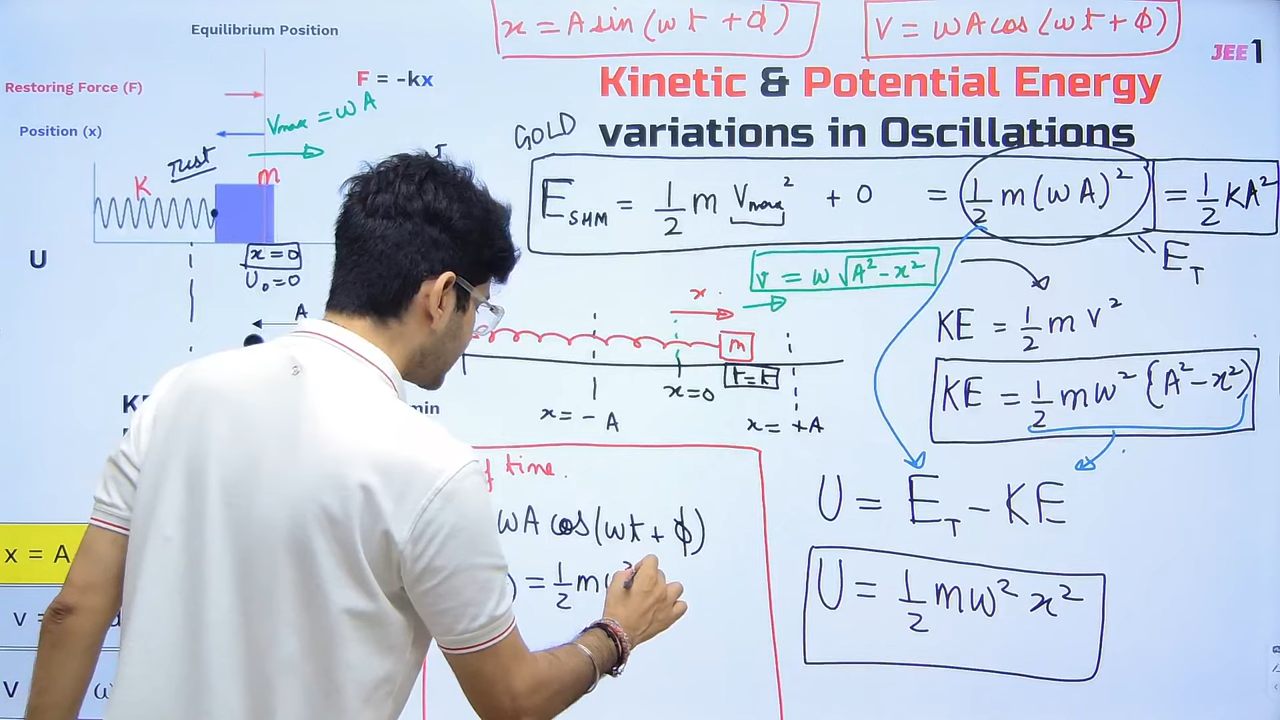 x = A sin (ωt + φ)
V = ωA cos (ωt + φ)
Equilibrium Position
JEE 1
Restoring Force (F)
F = -kx
Kinetic & Potential Energy
variations in Oscillations
Vmax = ωA
Position (x)
GOLD
rest
K
m
E_SHM = 1/2 m Vmax² + 0 = 1/2 m(ωA)² = 1/2 KA²
E_T
U
x = 0
U₀ = 0
V = ω√(A² - x²)
A
x
KE = 1/2 m V²
m
t = t
x = 0
KE = 1/2 mω² {A² - x²)
x = -A
x = +A
min
f time.
U = E_T - KE
ωA cos(ωt + φ)
x = A
) = 1/2 m
U = 1/2 mω² x²
v =
V
ω